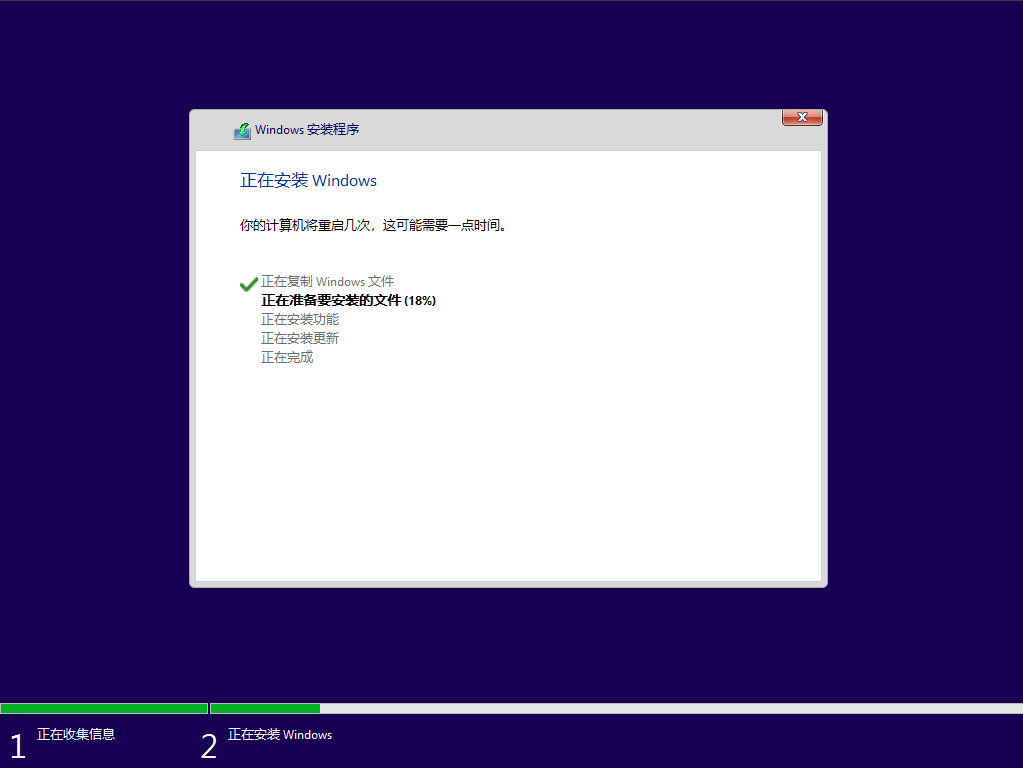 Windows 安装程序
正在安装 Windows
你的计算机将重启几次，这可能需要一点时间。
正在复制 Windows 文件
正在准备要安装的文件 (18%)
正在安装功能
正在安装更新
正在完成
1 正在收集信息 2 正在安装 Windows